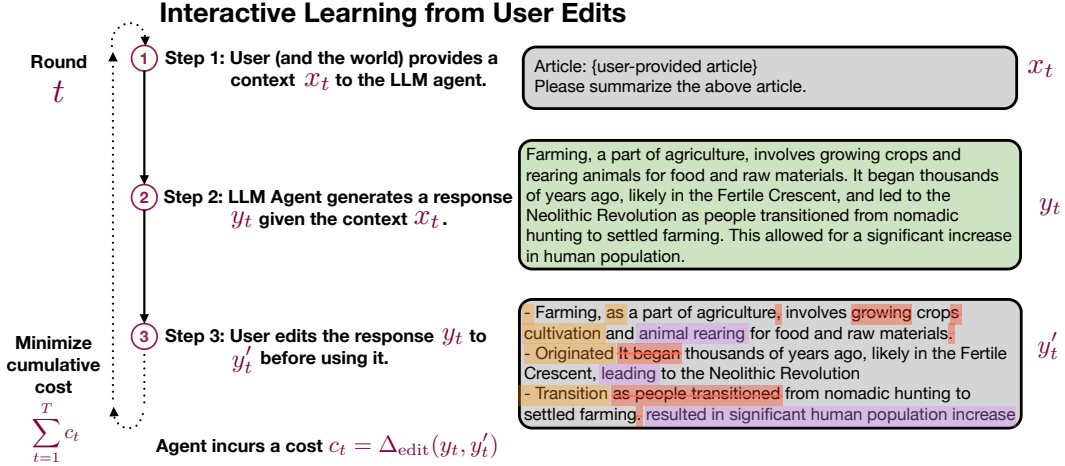 Interactive Learning from User Edits
Round
t
1
Step 1: User (and the world) provides a
context x_t to the LLM agent.
Article: {user-provided article}
Please summarize the above article.
x_t
2
Step 2: LLM Agent generates a response
y_t given the context x_t.
Farming, a part of agriculture, involves growing crops and
rearing animals for food and raw materials. It began thousands
of years ago, likely in the Fertile Crescent, and led to the
Neolithic Revolution as people transitioned from nomadic
hunting to settled farming. This allowed for a significant increase
in human population.
y_t
3
Step 3: User edits the response y_t to
y'_t before using it.
- Farming, as a part of agriculture, involves growing crops
cultivation and animal rearing for food and raw materials.
- Originated It began thousands of years ago, likely in the Fertile
Crescent, leading to the Neolithic Revolution
- Transition as people transitioned from nomadic hunting to
settled farming. resulted in significant human population increase
y'_t
Minimize
cumulative
cost
\sum_{t=1}^{T} c_t
Agent incurs a cost c_t = Δ_edit(y_t, y'_t)